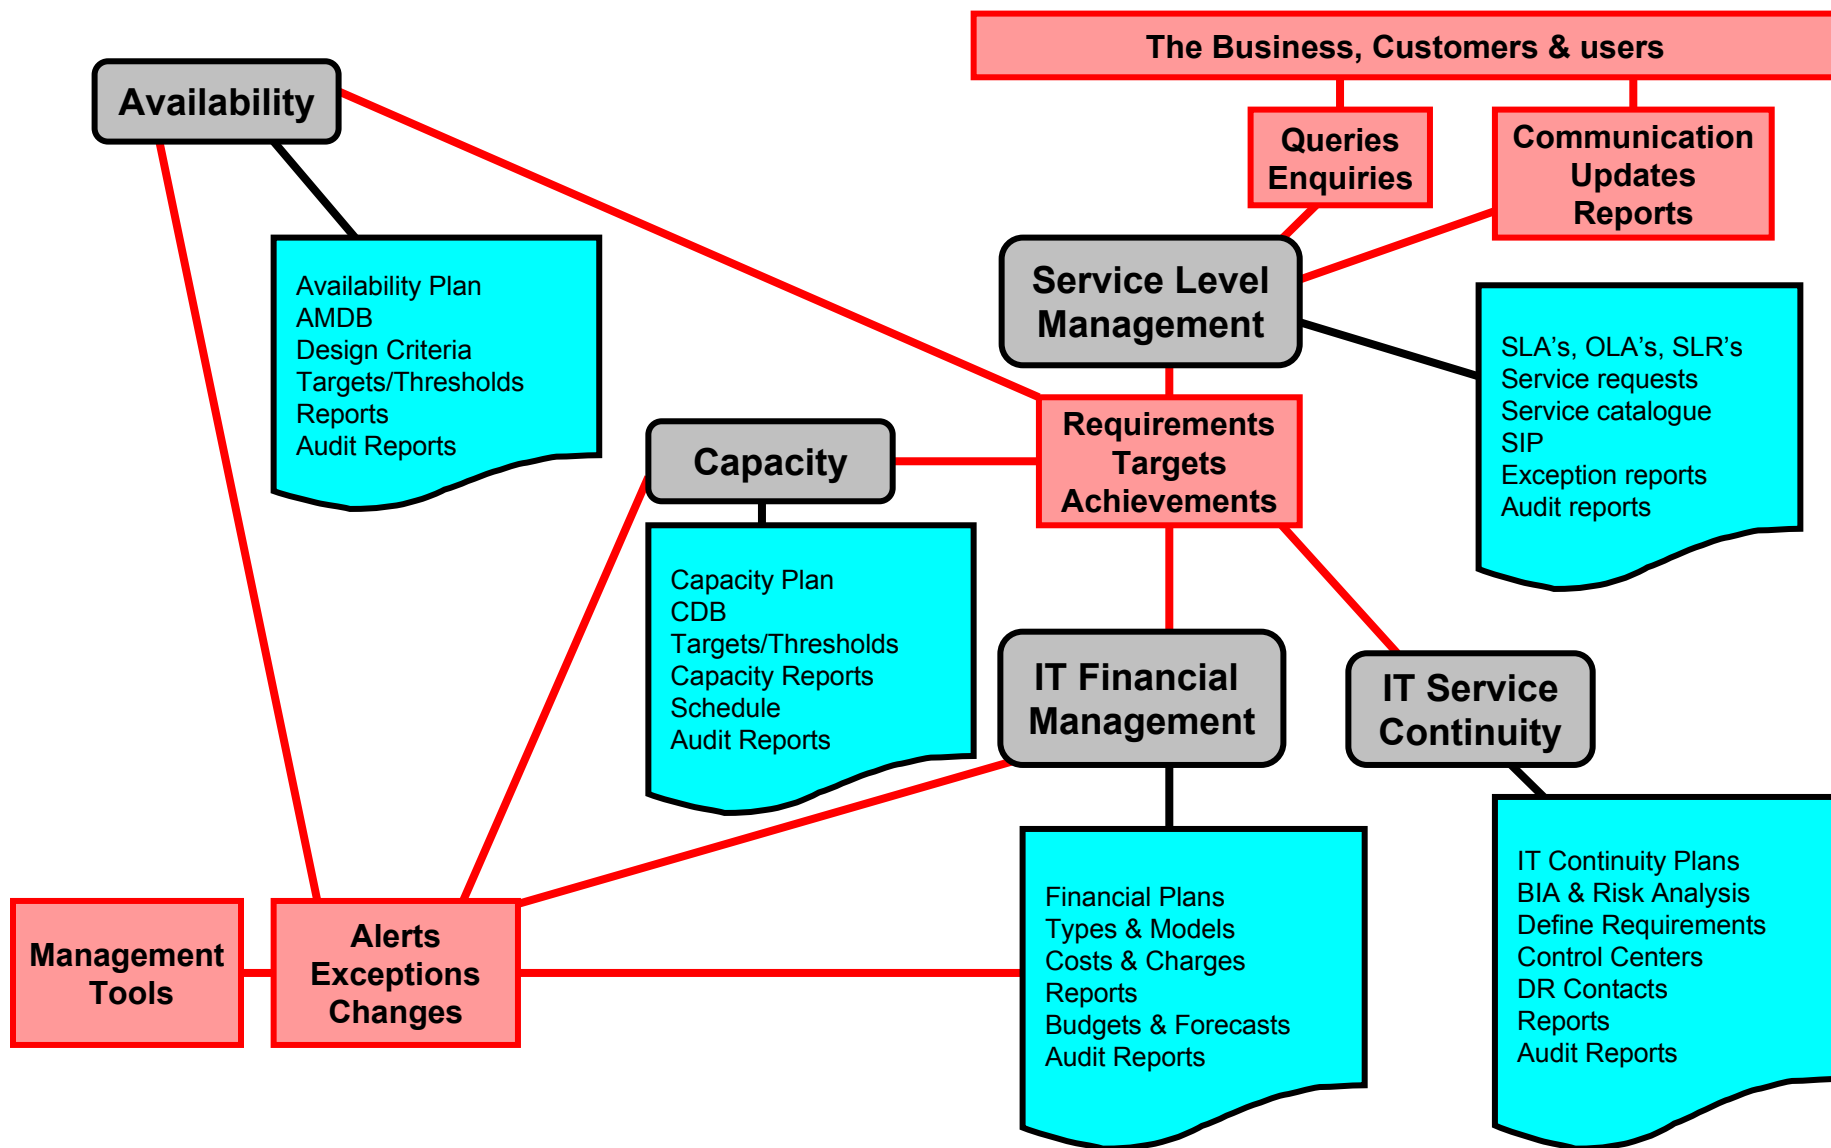 The Business, Customers & users
Availability
Queries
Enquiries
Communication
Updates
Reports
Service Level
Management
Availability Plan
AMDB
Design Criteria
Targets/Thresholds
Reports
Audit Reports
SLA’s, OLA’s, SLR’s
Service requests
Service catalogue
SIP
Exception reports
Audit reports
Requirements
Targets
Achievements
Capacity
Capacity Plan
CDB
Targets/Thresholds
Capacity Reports
Schedule
Audit Reports
IT Financial
Management
IT Service
Continuity
Financial Plans
Types & Models
Costs & Charges
Reports
Budgets & Forecasts
Audit Reports
IT Continuity Plans
BIA & Risk Analysis
Define Requirements
Control Centers
DR Contacts
Reports
Audit Reports
Management
Tools
Alerts
Exceptions
Changes